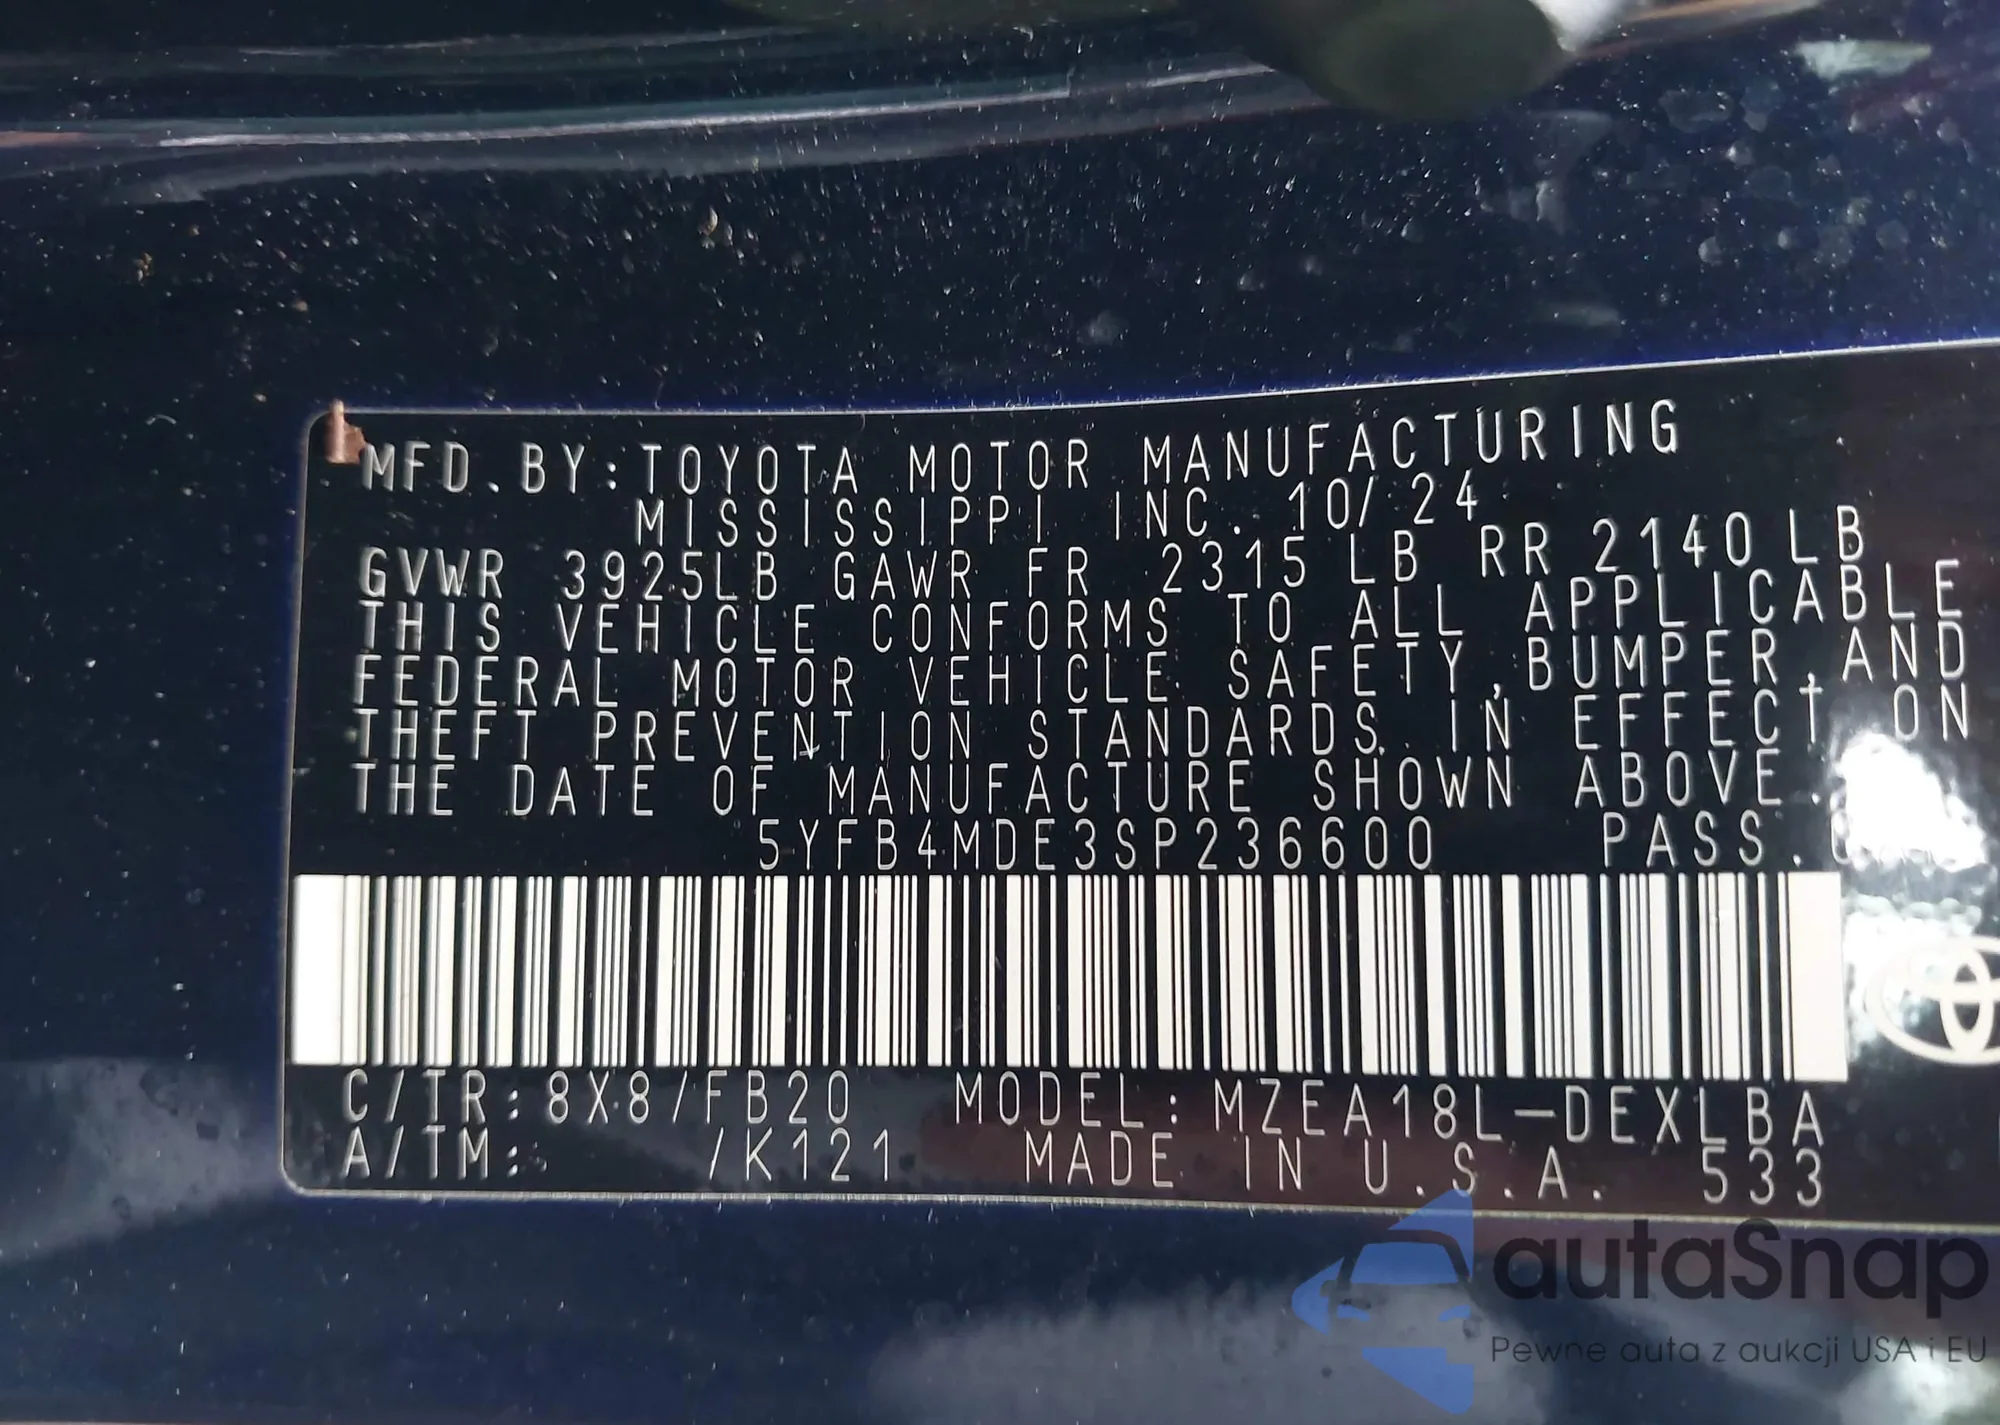 MFD.BY:TOYOTA MOTOR MANUFACTURING
MISSISSIPPI INC. 10/24
GVWR 3925LB GAWR FR 2315 LB RR 2140 LB
THIS VEHICLE CONFORMS TO ALL APPLICABLE
FEDERAL MOTOR VEHICLE SAFETY,BUMPER,AND
THEFT PREVENTION STANDARDS IN EFFECT ON
THE DATE OF MANUFACTURE SHOWN ABOVE.
5YFB4MDE3SP236600 PASS.
C/TR:8X8/FB20 MODEL:MZEA18L-DEXLBA
A/TM: /K121 MADE IN U.S.A. 533
autaSnap
Pewne auta z aukcji USA i EU